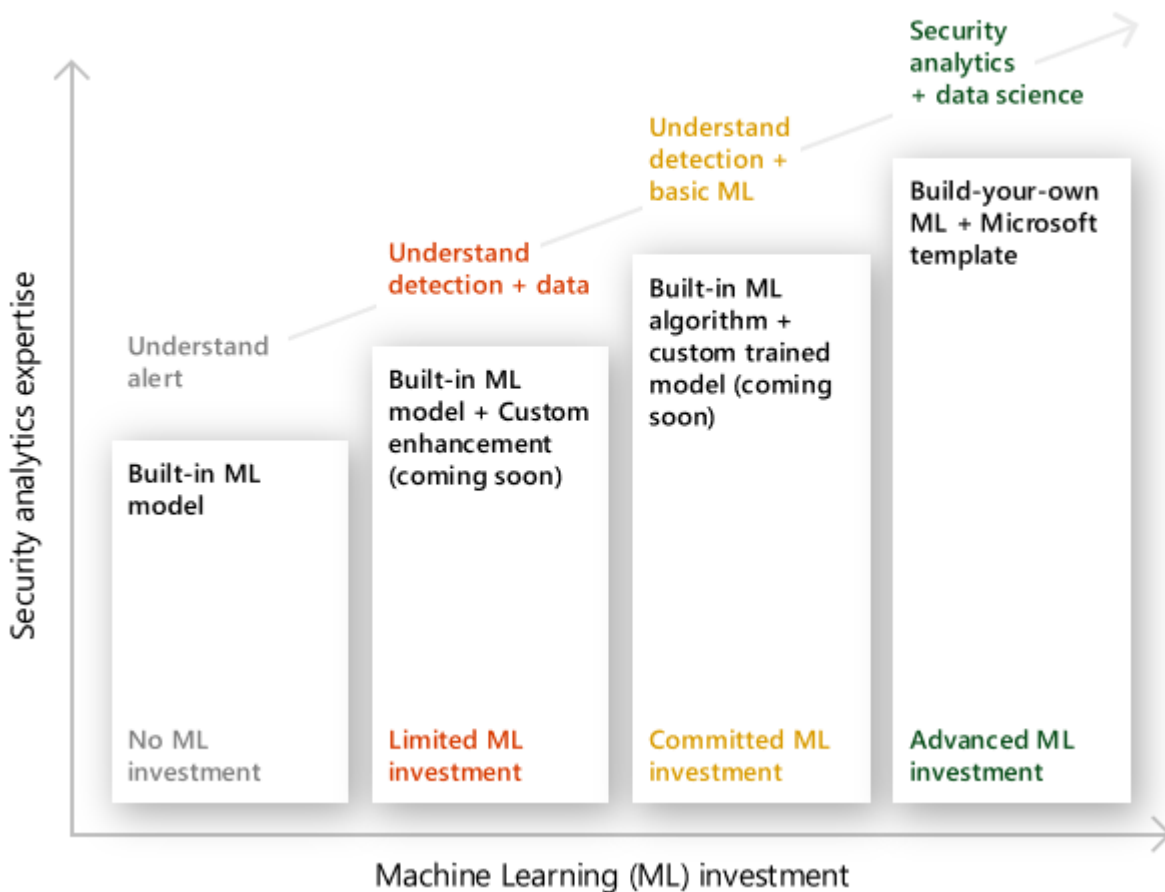 Security
analytics
+ data science
Understand
detection +
basic ML
Understand
detection + data
Understand
alert
Build-your-own
ML + Microsoft
template
Built-in ML
algorithm +
custom trained
model (coming
soon)
Built-in ML
model + Custom
enhancement
(coming soon)
Built-in ML
model
No ML
investment
Limited ML
investment
Committed ML
investment
Advanced ML
investment
Security analytics expertise
Machine Learning (ML) investment